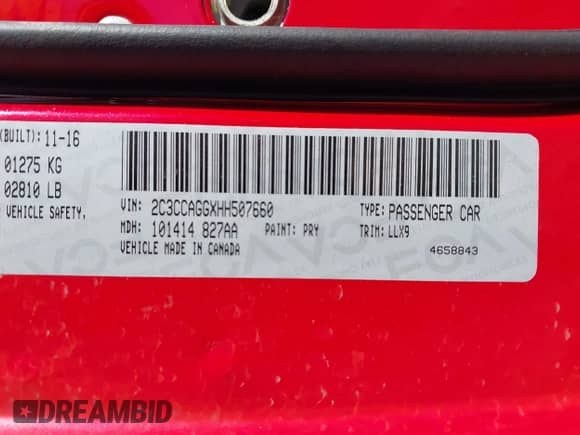 (BUILT): 11-16
01275 KG
02810 LB
VEHICLE SAFETY,
VIN: 2C3CCAGGXHH507660 TYPE: PASSENGER CAR
MDH: 101414 827AA PAINT: PRY TRIM: LLX9
VEHICLE MADE IN CANADA 4658843
DREAMBID